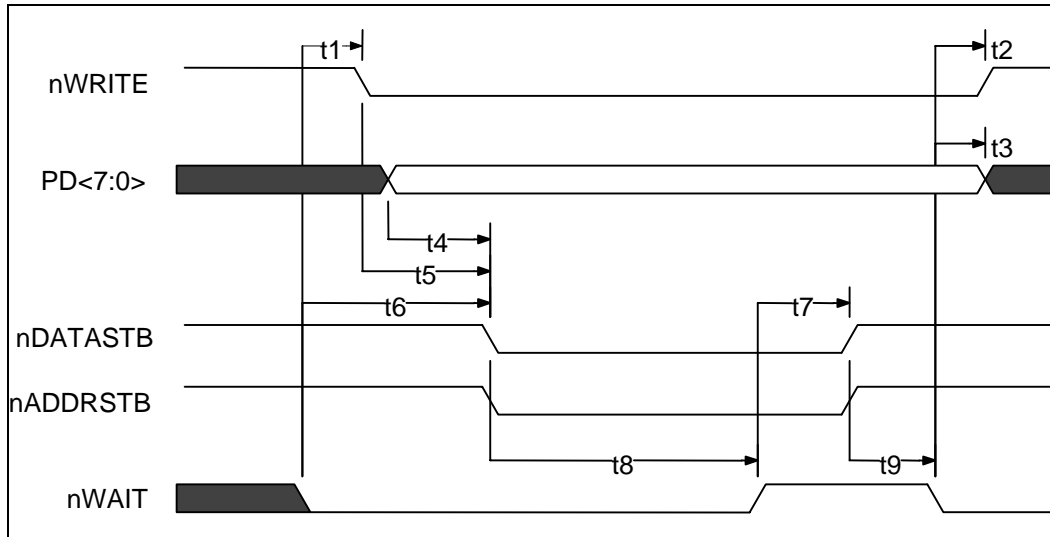 t1
t2
nWRITE
t3
PD<7:0>
t4
t5
t6
t7
nDATASTB
nADDRSTB
t8
t9
nWAIT